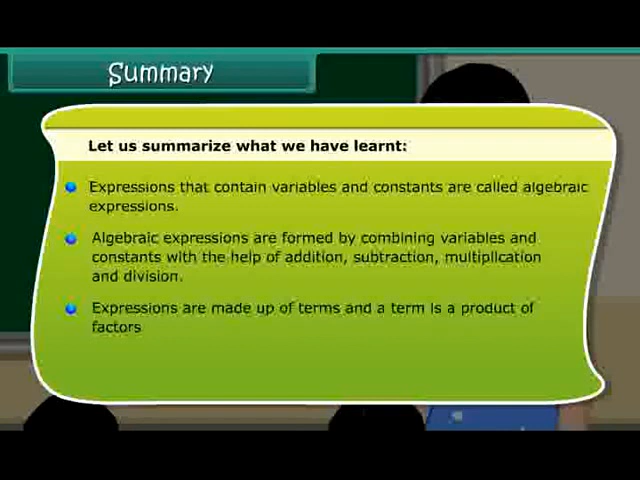 Summary
Let us summarize what we have learnt:
Expressions that contain variables and constants are called algebraic
expressions.
Algebraic expressions are formed by combining variables and
constants with the help of addition, subtraction, multiplication
and division.
Expressions are made up of terms and a term is a product of
factors